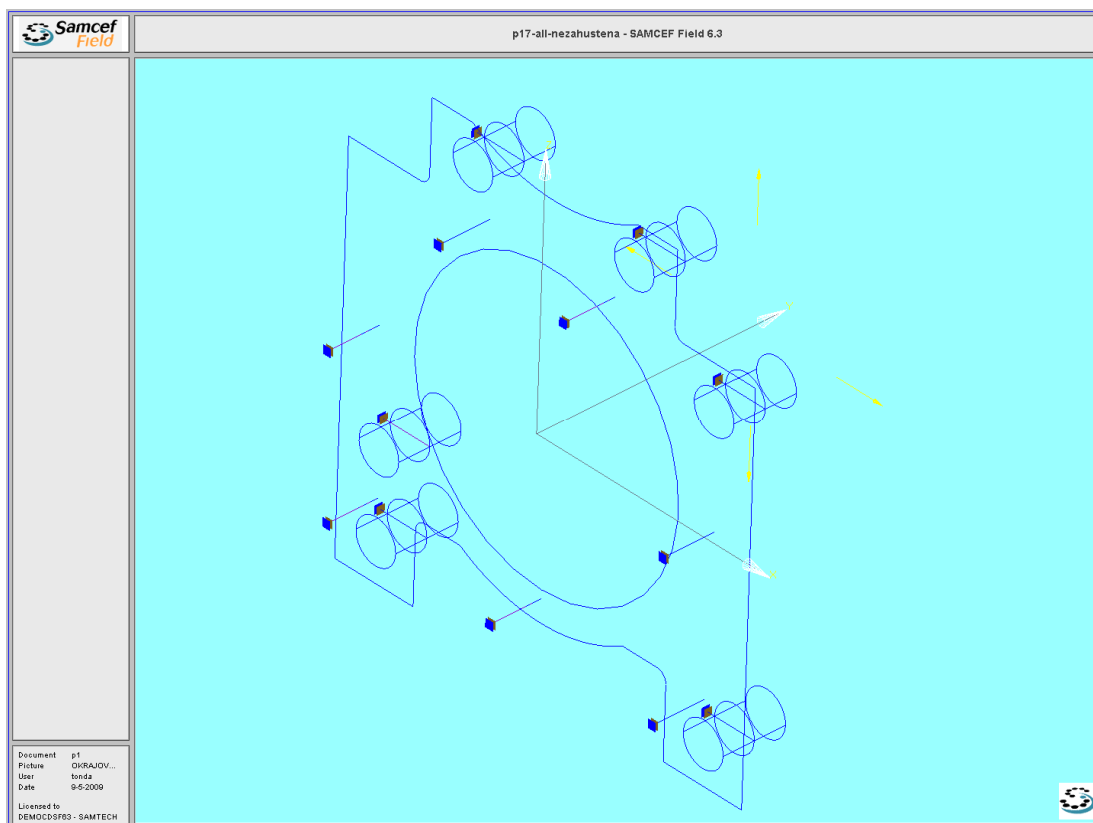 Samcef
Field
p17-all-nezahustena - SAMCEF Field 6.3
Document p1
Picture OKRAJOV...
User tonda
Date 9-5-2009
Licensed to
DEMOCDSF63 - SAMTECH